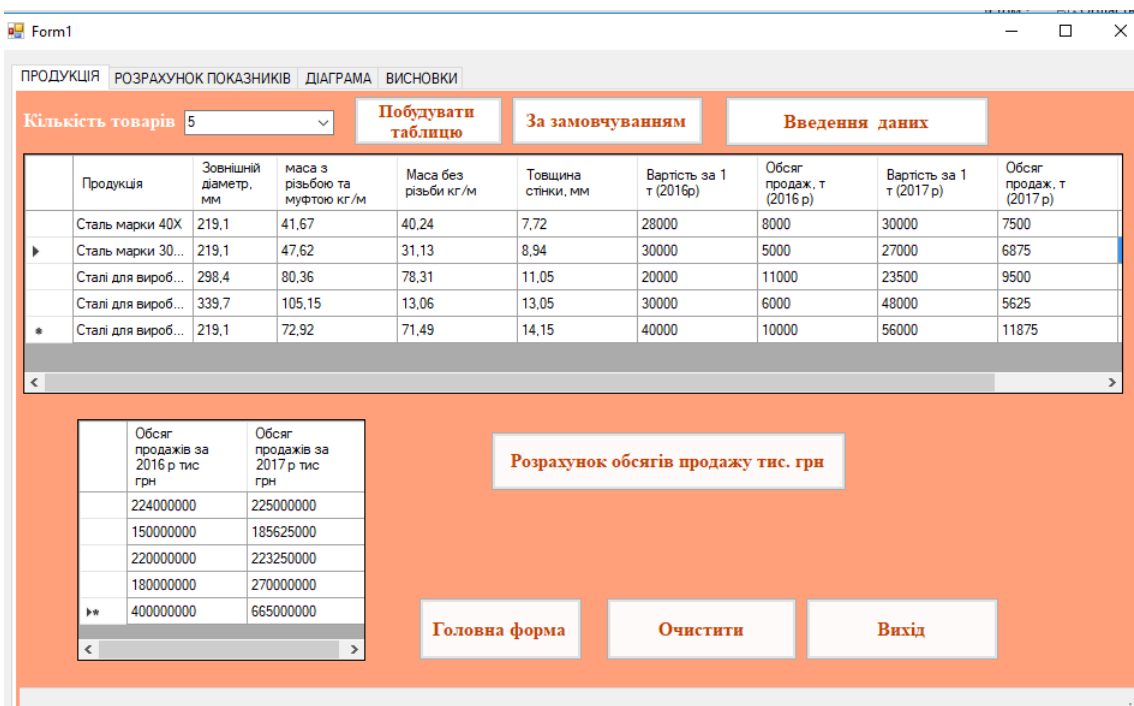 Form1
ПРОДУКЦІЯ РОЗРАХУНОК ПОКАЗНИКІВ ДІАГРАМА ВИСНОВКИ
Кількість товарів 5 Побудувати таблицю За замовчуванням Введення даних
Продукція Зовнішній діаметр, мм маса з різьбою та муфтою кг/м Маса без різьби кг/м Товщина стінки, мм Вартість за 1 т (2016р) Обсяг продаж, т (2016 р) Вартість за 1 т (2017 р) Обсяг продаж, т (2017 р)
Сталь марки 40Х 219,1 41,67 40,24 7,72 28000 8000 30000 7500
Сталь марки 30... 219,1 47,62 31,13 8,94 30000 5000 27000 6875
Сталі для вироб... 298,4 80,36 78,31 11,05 20000 11000 23500 9500
Сталі для вироб... 339,7 105,15 13,06 13,05 30000 6000 48000 5625
Сталі для вироб... 219,1 72,92 71,49 14,15 40000 10000 56000 11875
Обсяг продажів за 2016 р тис грн Обсяг продажів за 2017 р тис грн
224000000 225000000
150000000 185625000
220000000 223250000
180000000 270000000
400000000 665000000
Розрахунок обсягів продажу тис. грн
Головна форма Очистити Вихід